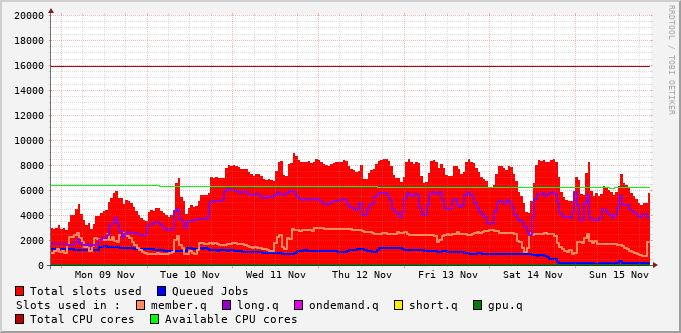 RRDTOOL / TOBI OETIKER
20000
18000
16000
14000
12000
10000
8000
6000
4000
2000
0
Mon 09 Nov Tue 10 Nov Wed 11 Nov Thu 12 Nov Fri 13 Nov Sat 14 Nov Sun 15 Nov
Total slots used Queued Jobs
Slots used in : member.q long.q ondemand.q short.q gpu.q
Total CPU cores Available CPU cores